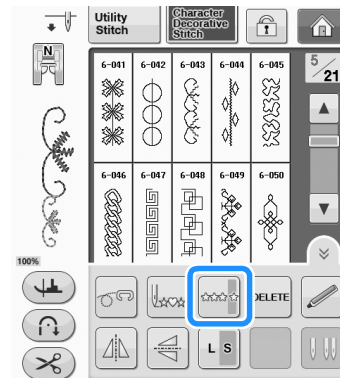 Utility
Stitch
Character
Decorative
Stitch
N
5/21
6-041 6-042 6-043 6-044 6-045
6-046 6-047 6-048 6-049 6-050
100%
DELETE
L S